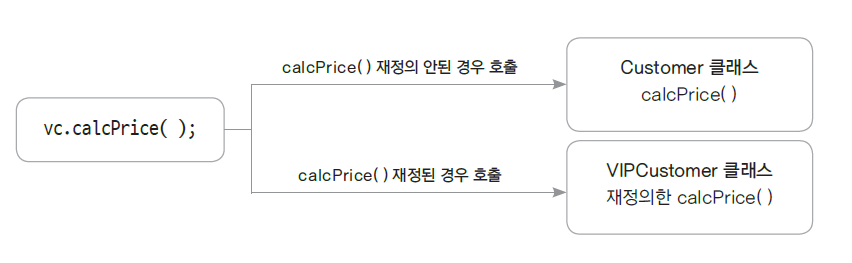 calcPrice( ) 재정의 안된 경우 호출
Customer 클래스
calcPrice( )
vc.calcPrice( );
calcPrice( ) 재정된 경우 호출
VIPCustomer 클래스
재정의한 calcPrice( )